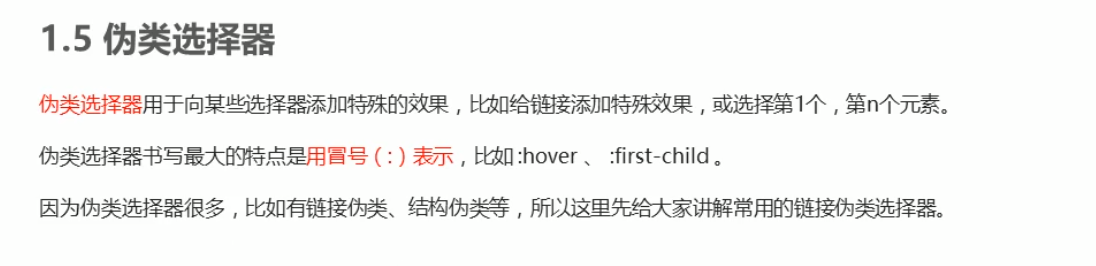 1.5 伪类选择器
伪类选择器用于向某些选择器添加特殊的效果，比如给链接添加特殊效果，或选择第1个，第n个元素。
伪类选择器书写最大的特点是用冒号（:）表示，比如 :hover 、 :first-child 。
因为伪类选择器很多，比如有链接伪类、结构伪类等，所以这里先给大家讲解常用的链接伪类选择器。